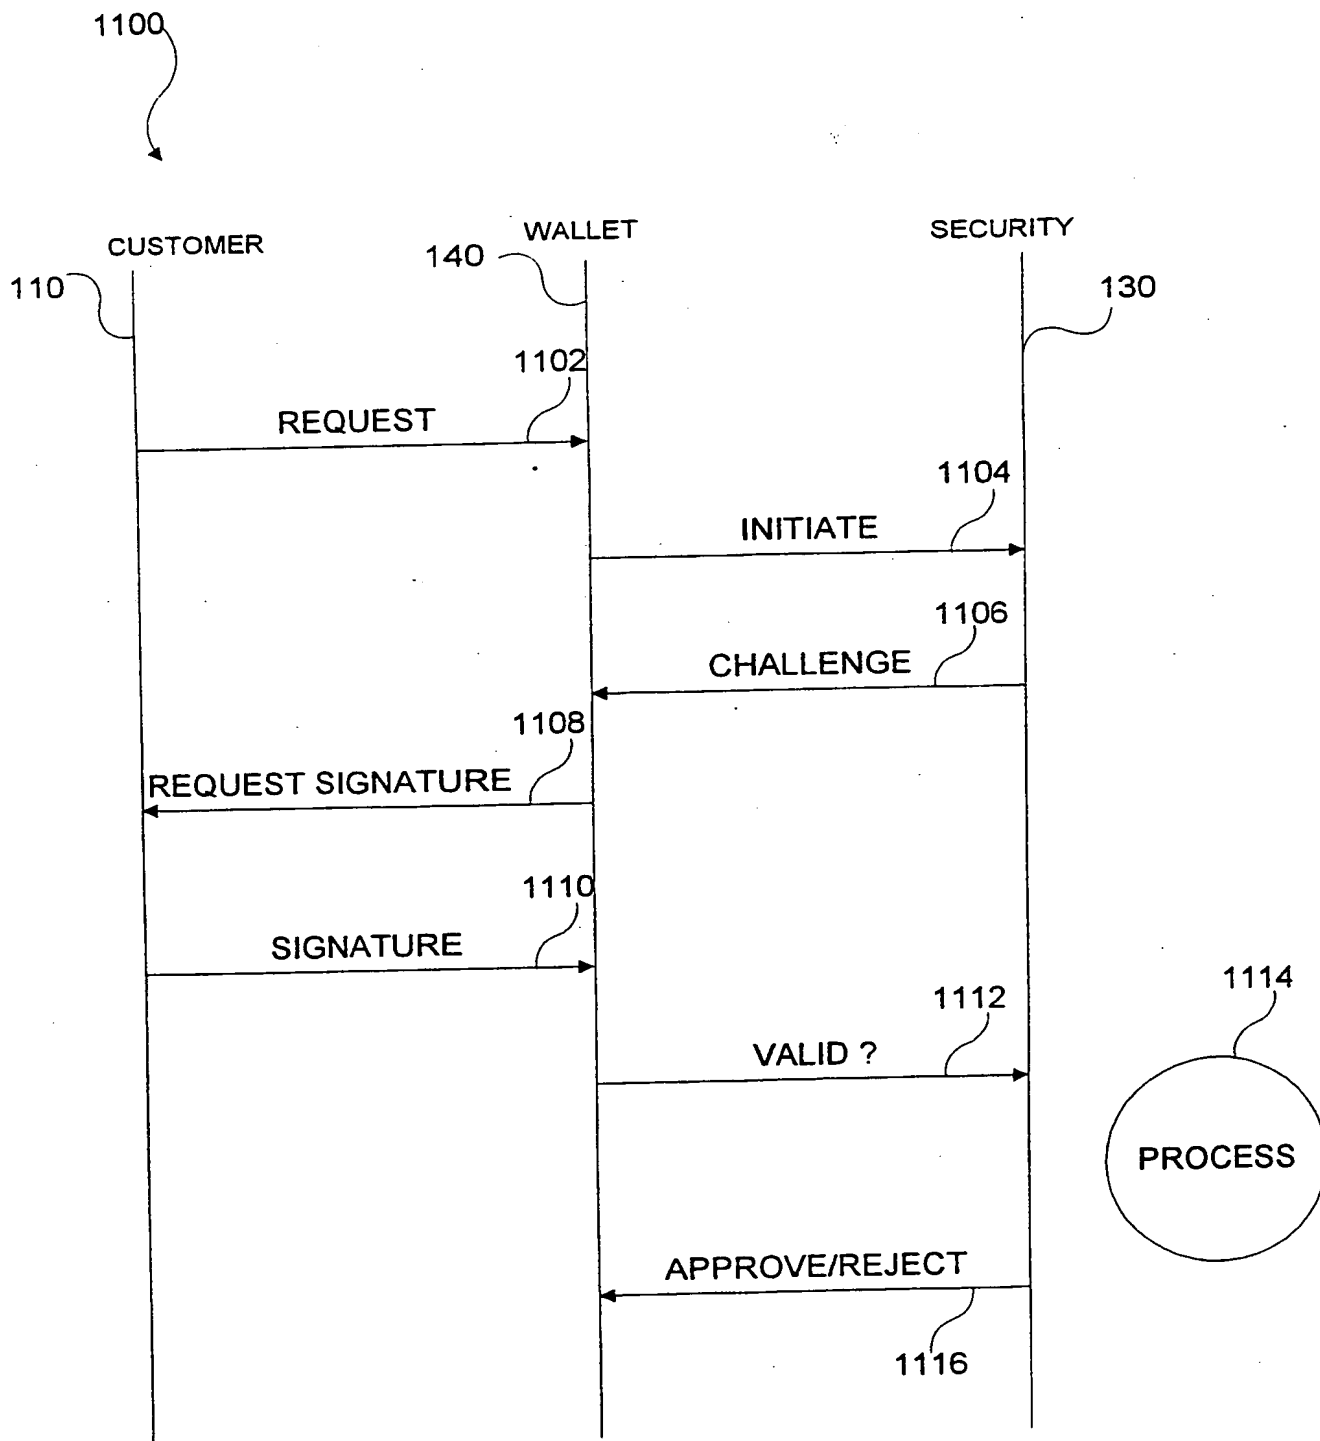 1100
CUSTOMER
WALLET
SECURITY
110
140
130
1102
REQUEST
1104
INITIATE
1106
CHALLENGE
1108
REQUEST SIGNATURE
1110
SIGNATURE
1112
1114
VALID ?
PROCESS
APPROVE/REJECT
1116